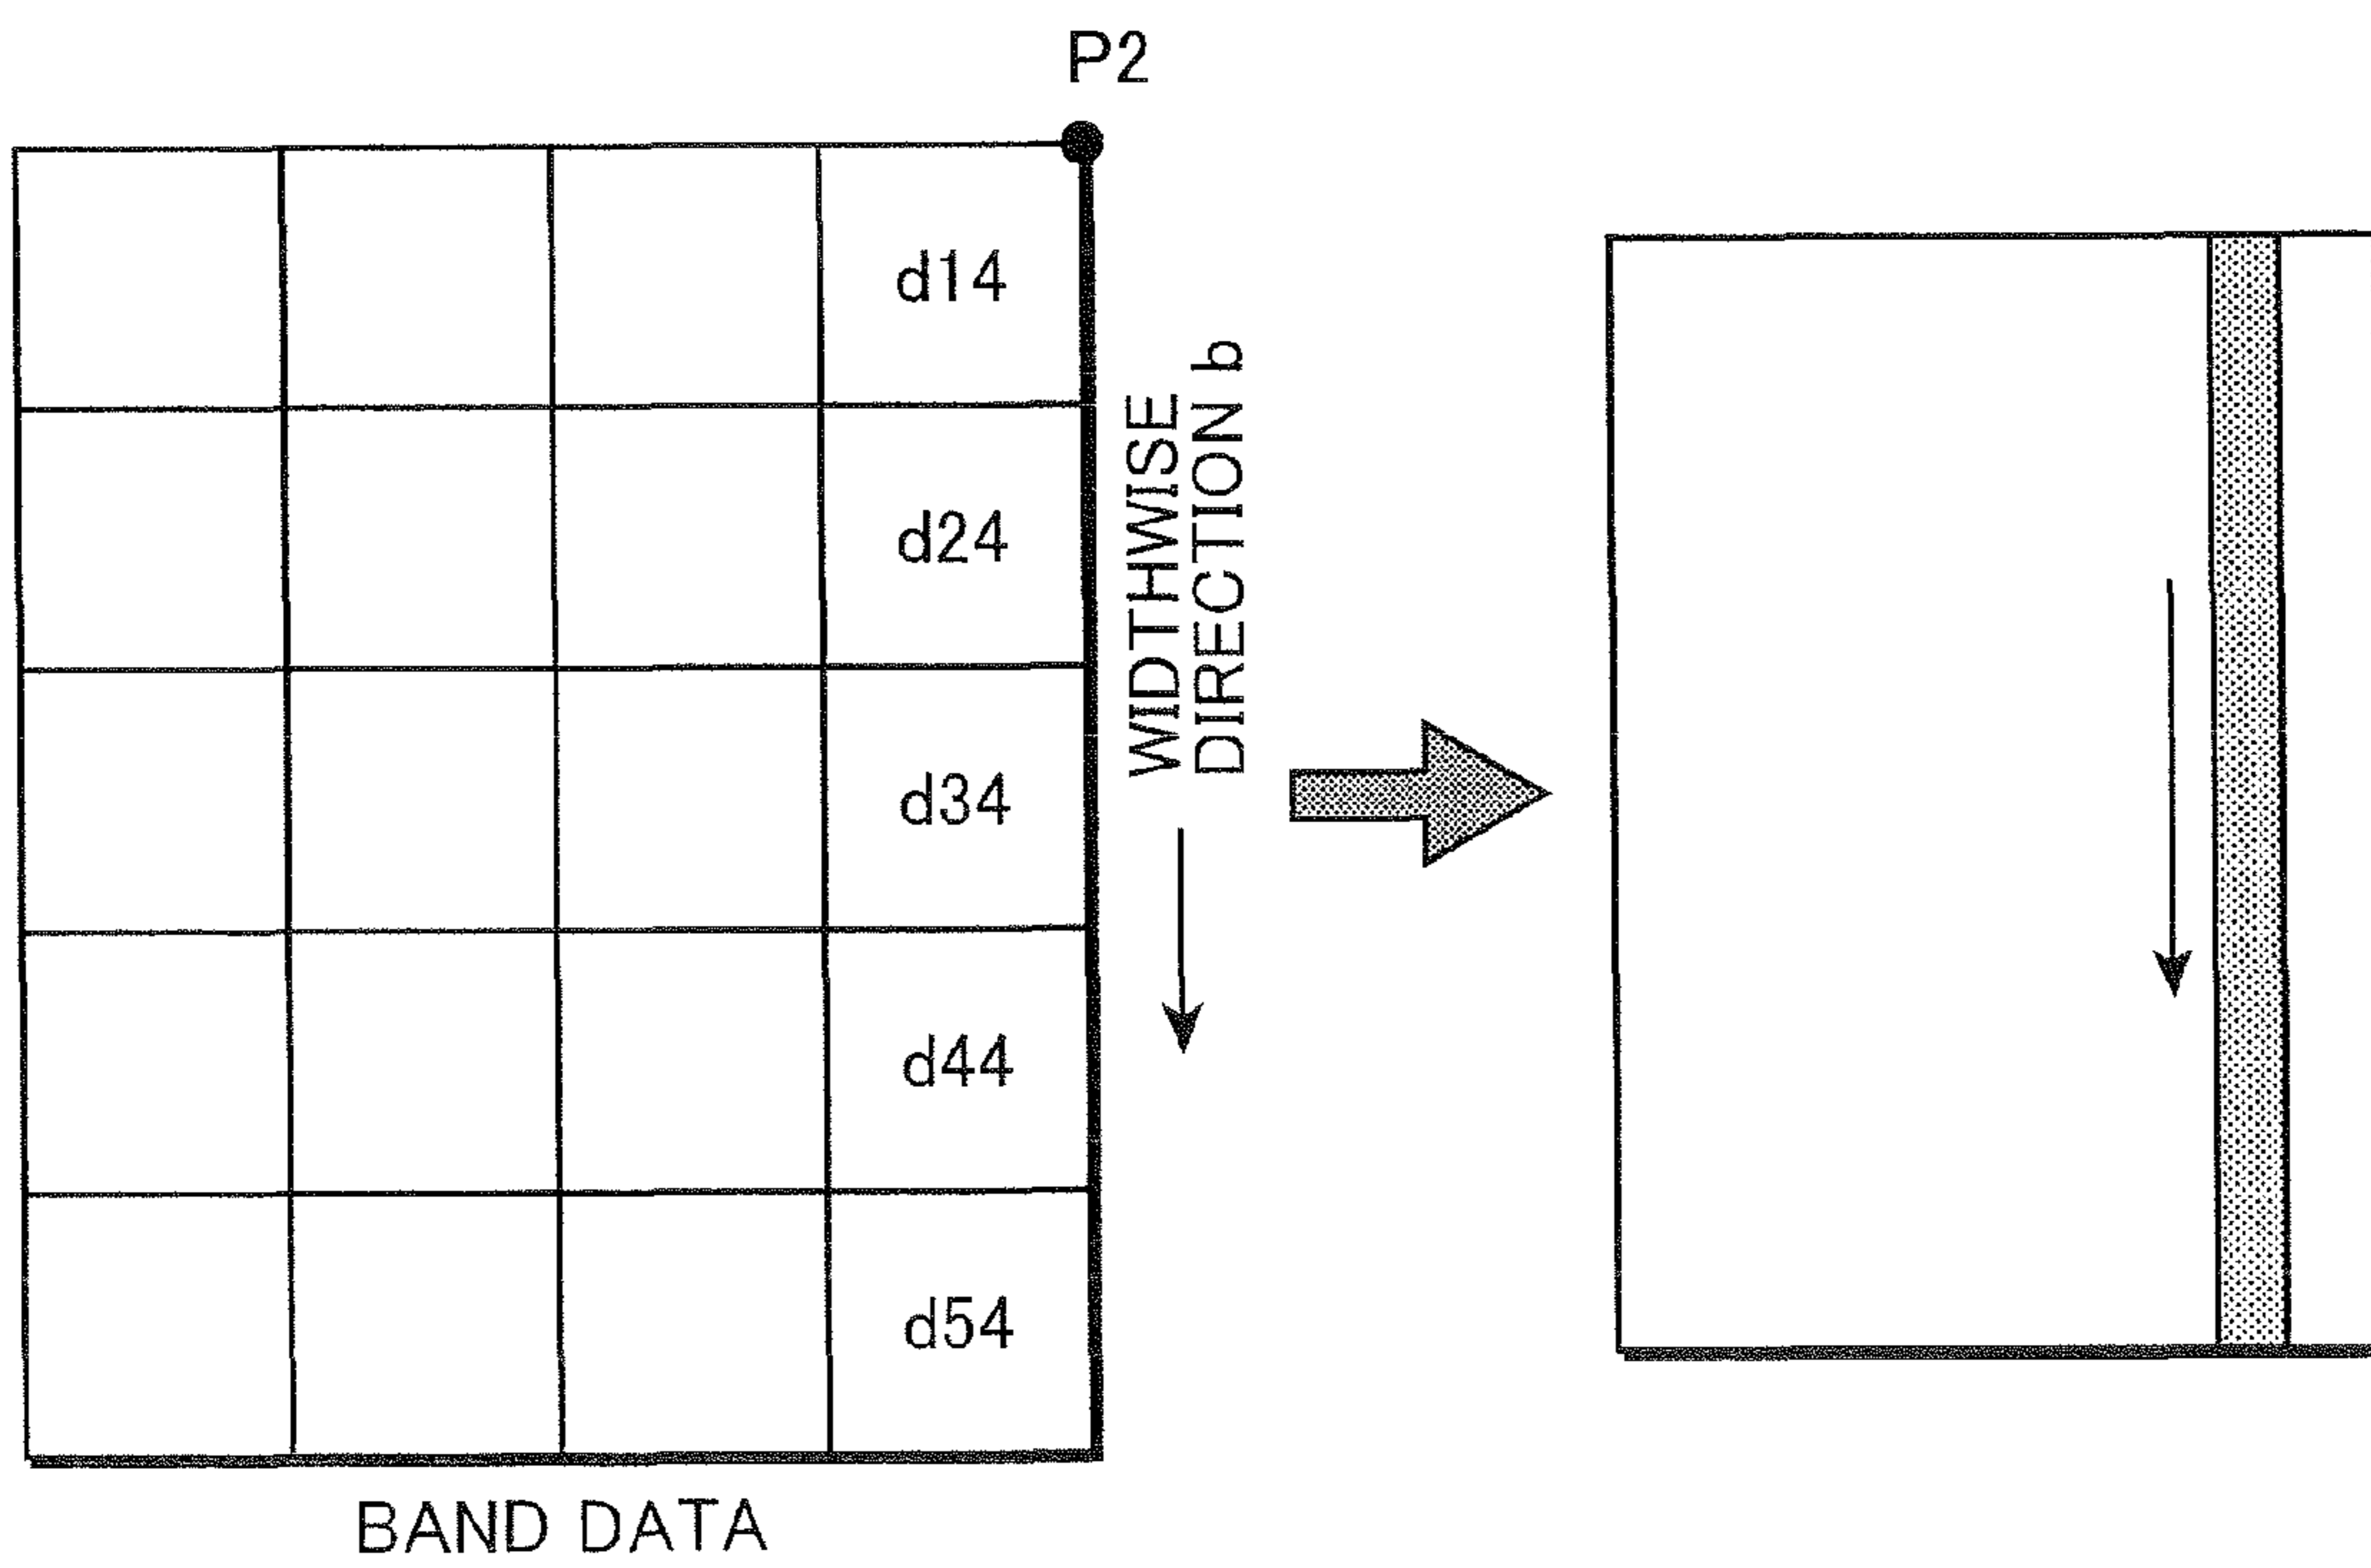 P2
d14
d24
d34
d44
d54
WIDTHWISE
DIRECTION b
BAND DATA